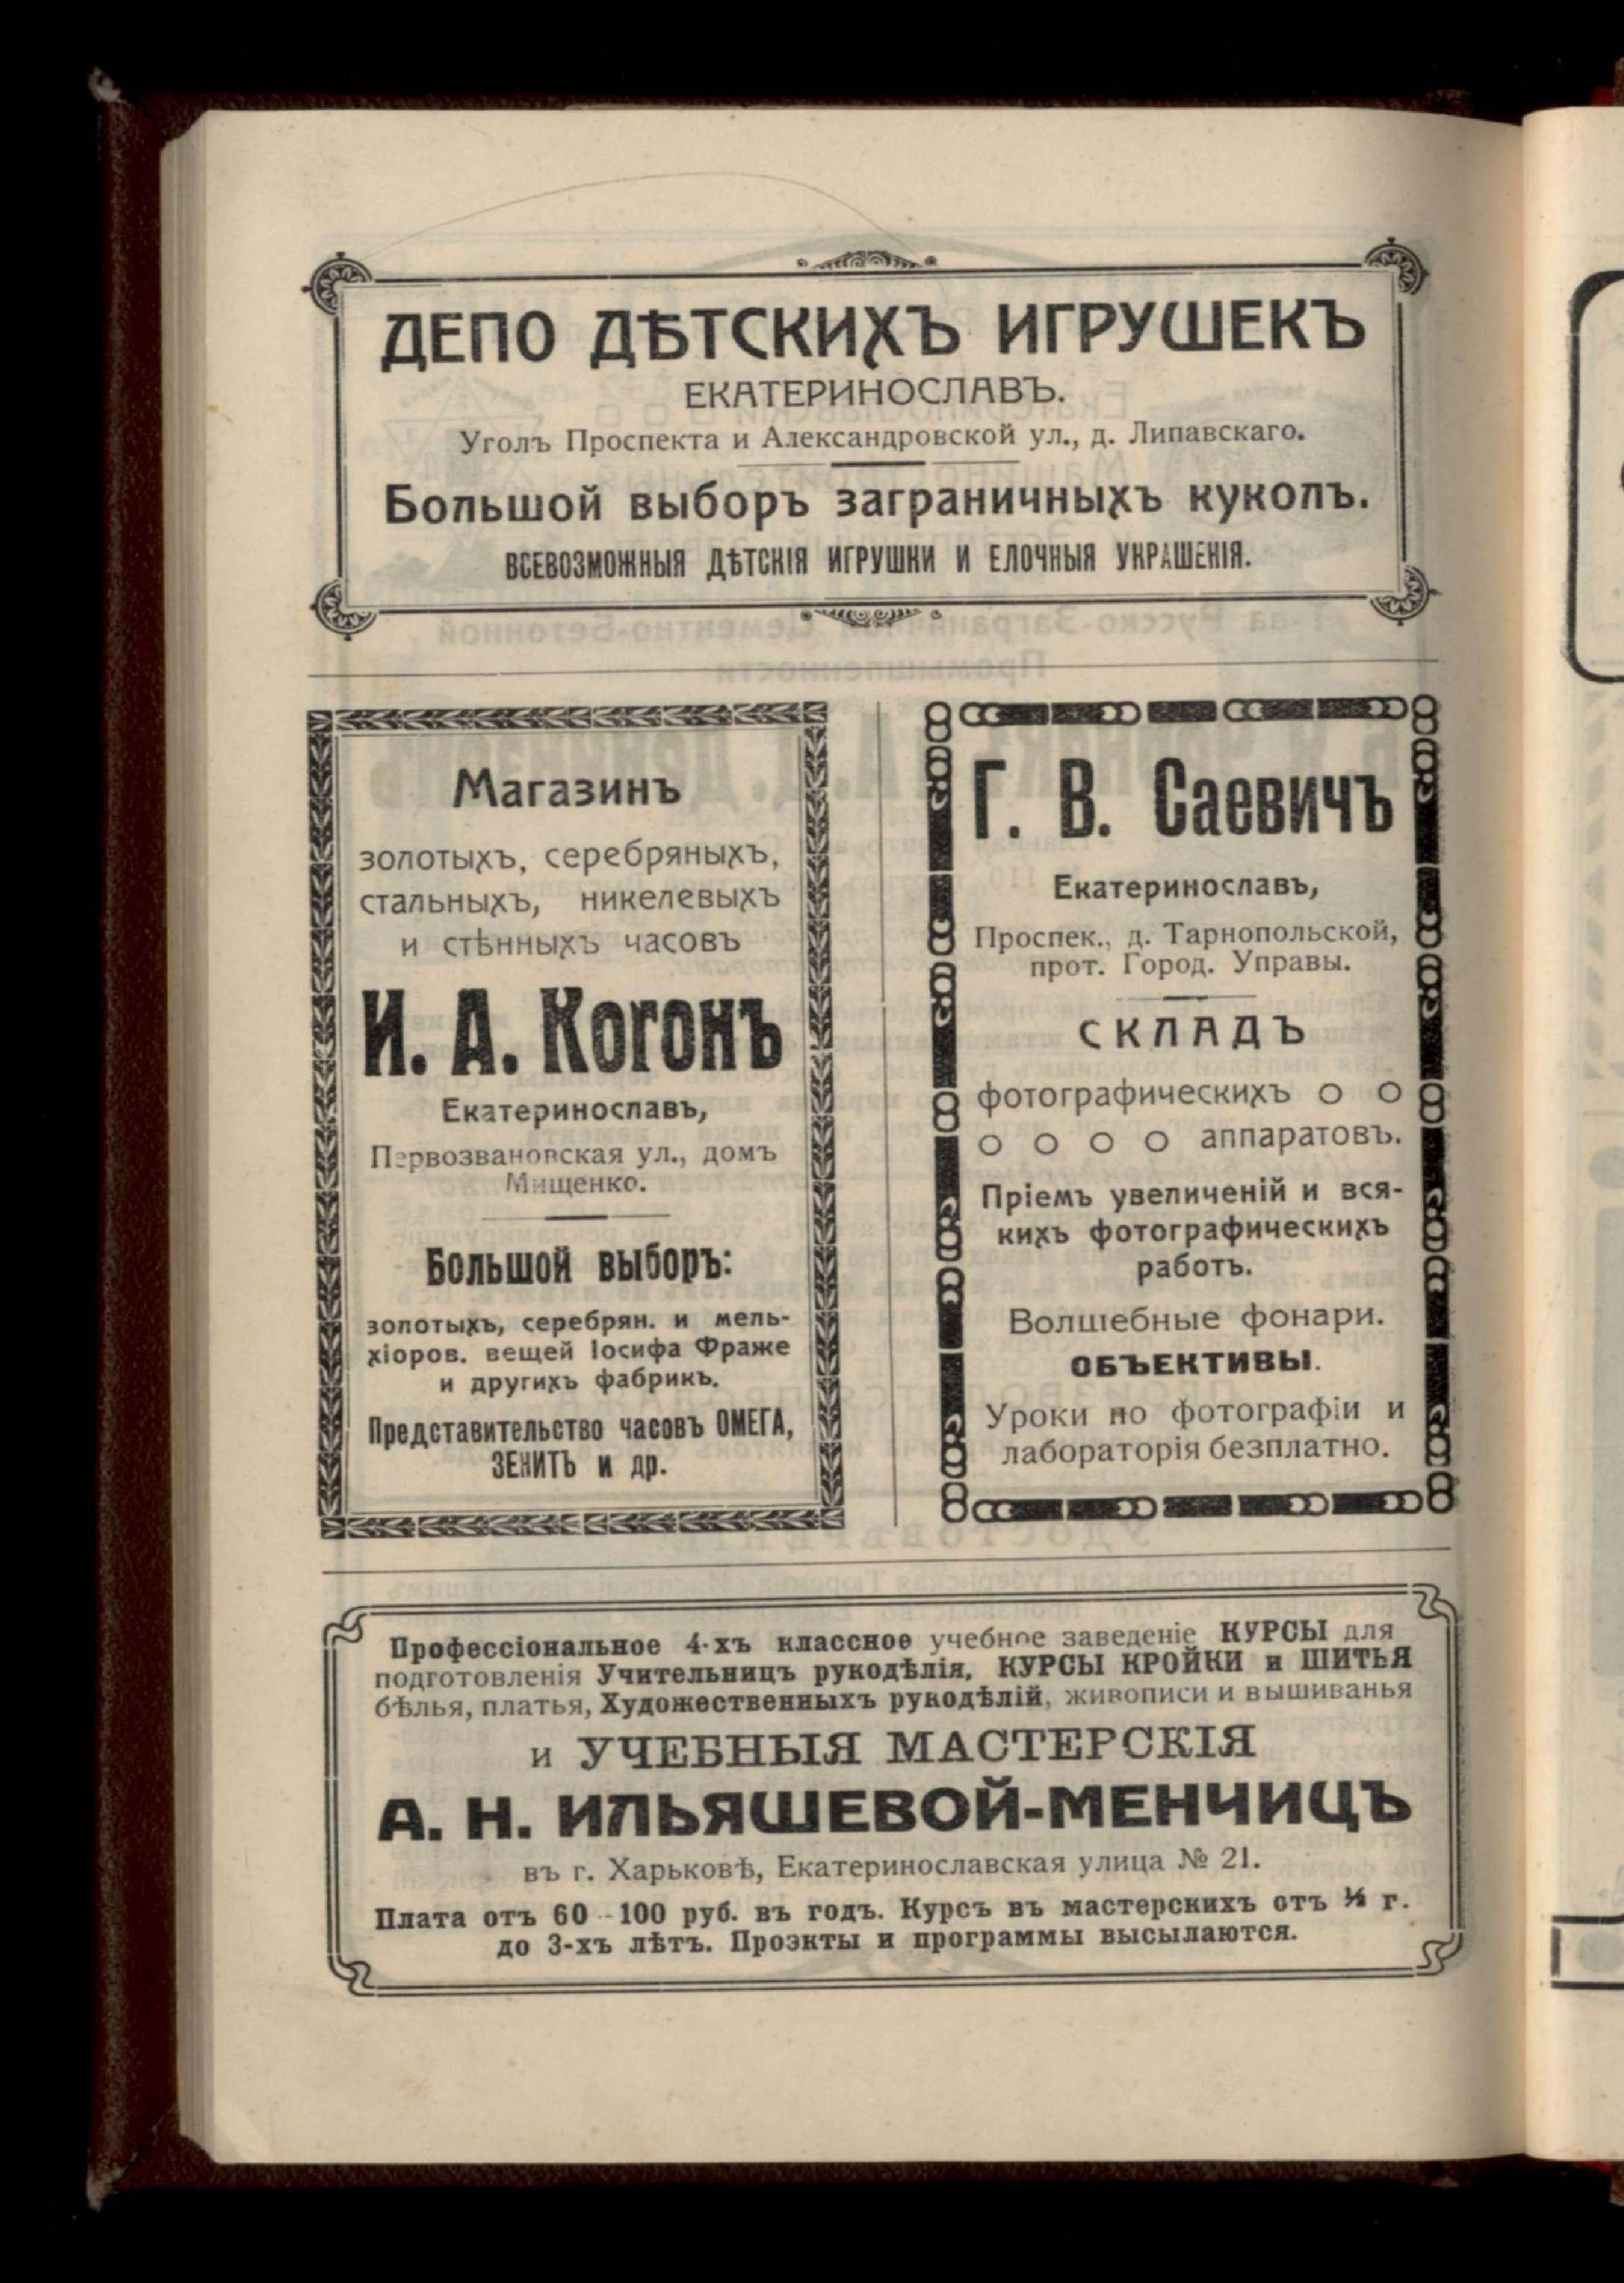 ДЕПО ДѢТСКИХЪ ИГРУШЕКЪ
ЕКАТЕРИНОСЛАВЪ.
Уголъ Проспекта и Александровской ул., д. Липавскаго.
Большой выборъ заграничныхъ куколъ.
ВСЕВОЗМОЖНЫЯ ДѢТСКІЯ ИГРУШКИ И ЕЛОЧНЫЯ УКРАШЕНІЯ.
Магазинъ
золотыхъ, серебряныхъ,
стальныхъ, никелевыхъ
и стѣнныхъ часовъ
И. А. Когонъ
Екатеринославъ,
Первозвановская ул., домъ
Мищенко.
Большой выборъ:
золотыхъ, серебрян. и мель-
хіоров. вещей Іосифа Фраже
и другихъ фабрикъ.
Представительство часовъ ОМЕГА,
ЗЕНИТЪ и др.
Г. В. Саевичъ
Екатеринославъ,
Проспек., д. Тарнопольской,
прот. Город. Управы.
СКЛАДЪ
фотографическихъ
аппаратовъ.
Пріемъ увеличеній и вся-
кихъ фотографическихъ
работъ.
Волшебные фонари.
ОБЪЕКТИВЫ.
Уроки по фотографіи и
лабораторія безплатно.
Профессіональное 4-хъ классное учебное заведеніе КУРСЫ для
подготовленія Учительницъ рукодѣлія, КУРСЫ КРОЙКИ и ШИТЬЯ
бѣлья, платья, Художественныхъ рукодѣлій, живописи и вышиванья
и УЧЕБНЫЯ МАСТЕРСКІЯ
А. Н. ИЛЬЯШЕВОЙ-МЕНЧИЦЪ
въ г. Харьковѣ, Екатеринославская улица № 21.
Плата отъ 60–100 руб. въ годъ. Курсъ въ мастерскихъ отъ ½ г.
до 3-хъ лѣтъ. Проэкты и программы высылаются.